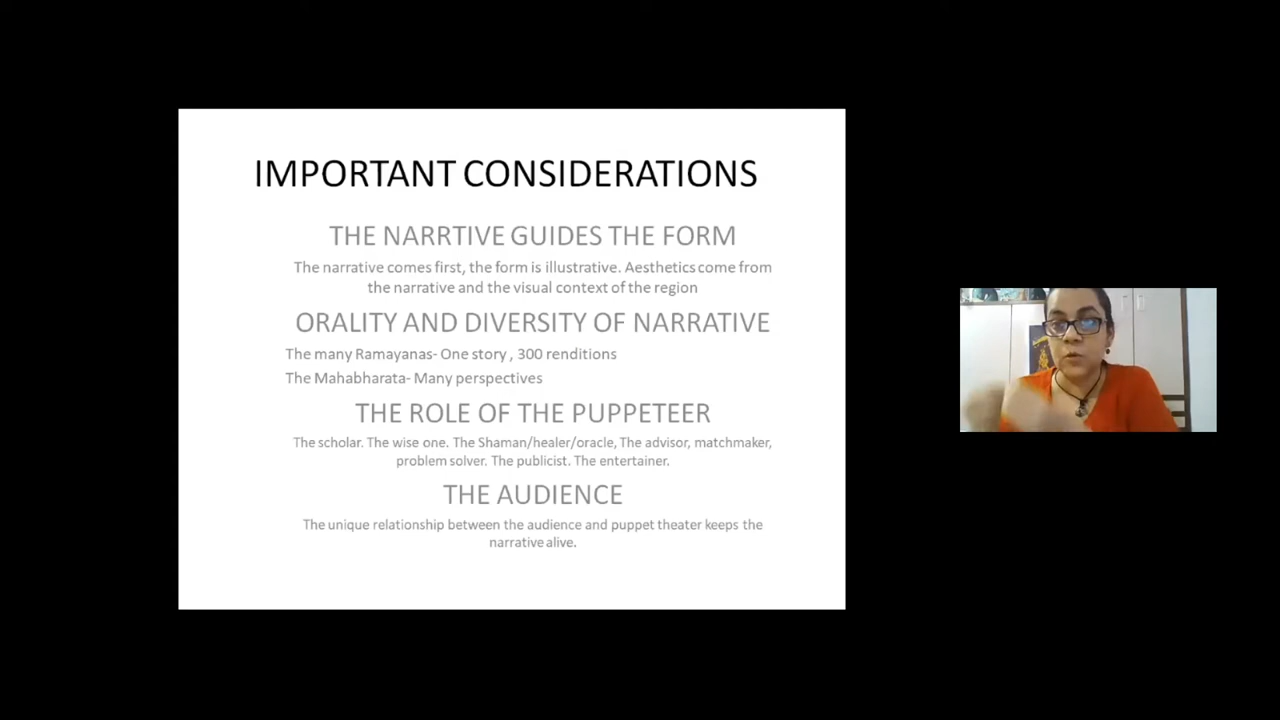 IMPORTANT CONSIDERATIONS
THE NARRTIVE GUIDES THE FORM
The narrative comes first, the form is illustrative. Aesthetics come from
the narrative and the visual context of the region
ORALITY AND DIVERSITY OF NARRATIVE
The many Ramayanas- One story , 300 renditions
The Mahabharata- Many perspectives
THE ROLE OF THE PUPPETEER
The scholar. The wise one. The Shaman/healer/oracle, The advisor, matchmaker,
problem solver. The publicist. The entertainer.
THE AUDIENCE
The unique relationship between the audience and puppet theater keeps the
narrative alive.